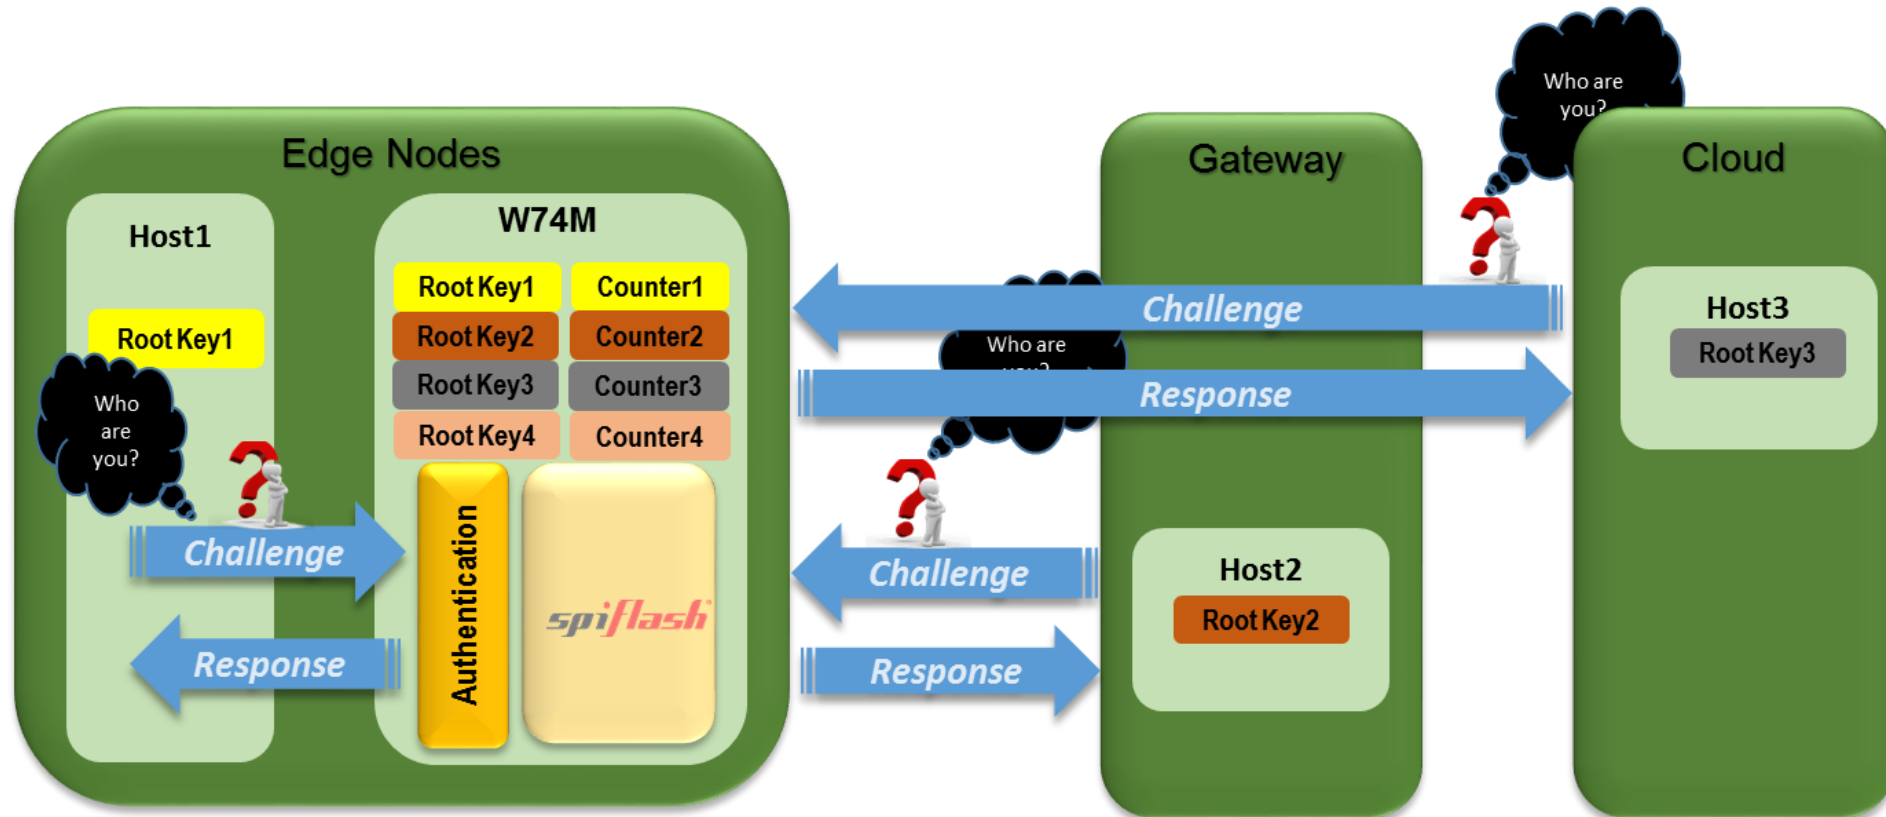 Edge Nodes
Host1
Root Key1
Who
are
you?
Challenge
Response
W74M
Root Key1 Counter1
Root Key2 Counter2
Root Key3 Counter3
Root Key4 Counter4
Authentication
spiflash®
Who are
you?
Challenge
Response
Challenge
Response
Gateway
Host2
Root Key2
Who are
you?
Cloud
Host3
Root Key3